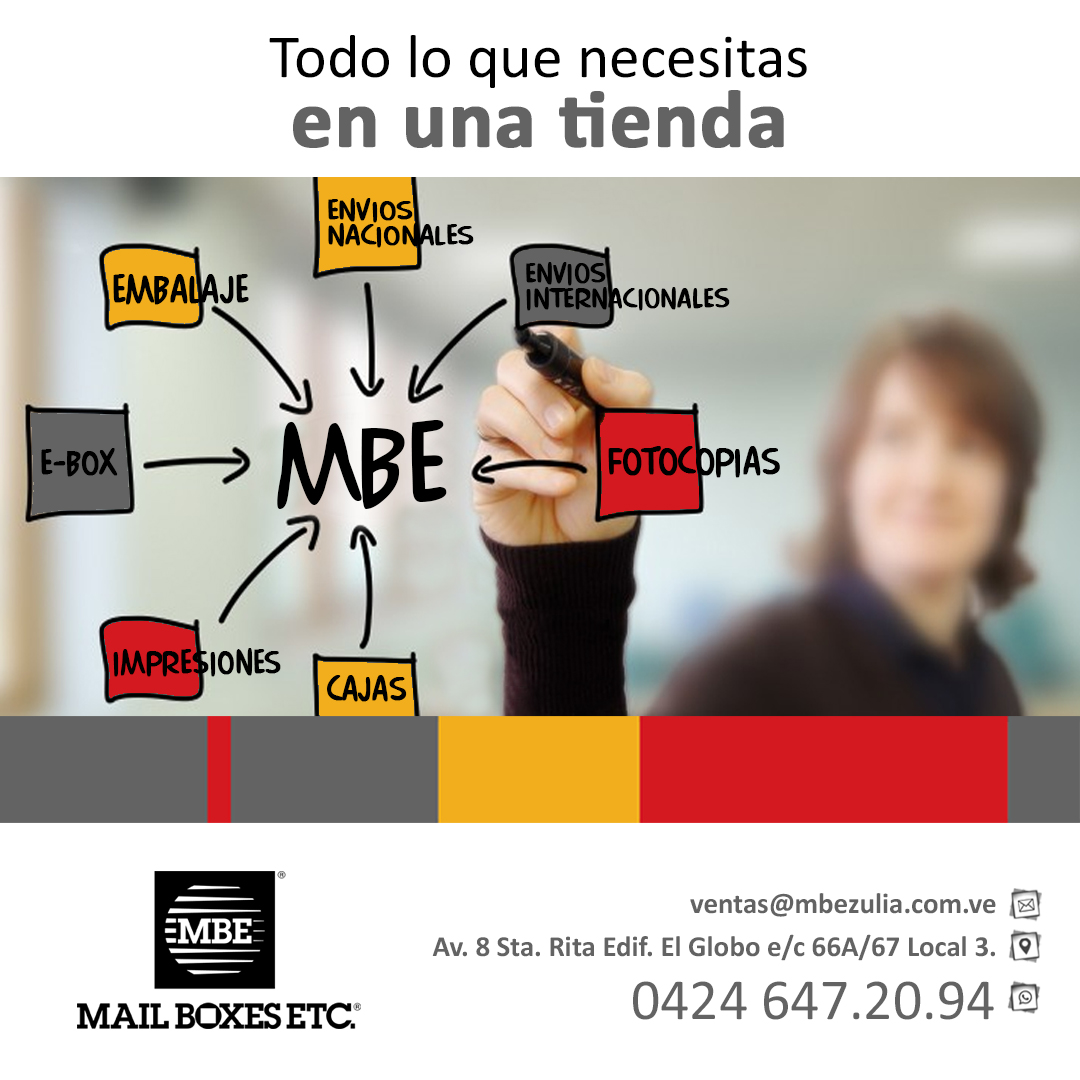 Todo lo que necesitas
en una tienda
ENVIOS
NACIONALES
EMBALAJE
ENVIOS
INTERNACIONALES
E-BOX
MBE
FOTOCOPIAS
IMPRESIONES
CAJAS
MBE
®
MAIL BOXES ETC.®
ventas@mbezulia.com.ve
Av. 8 Sta. Rita Edif. El Globo e/c 66A/67 Local 3.
0424 647.20.94